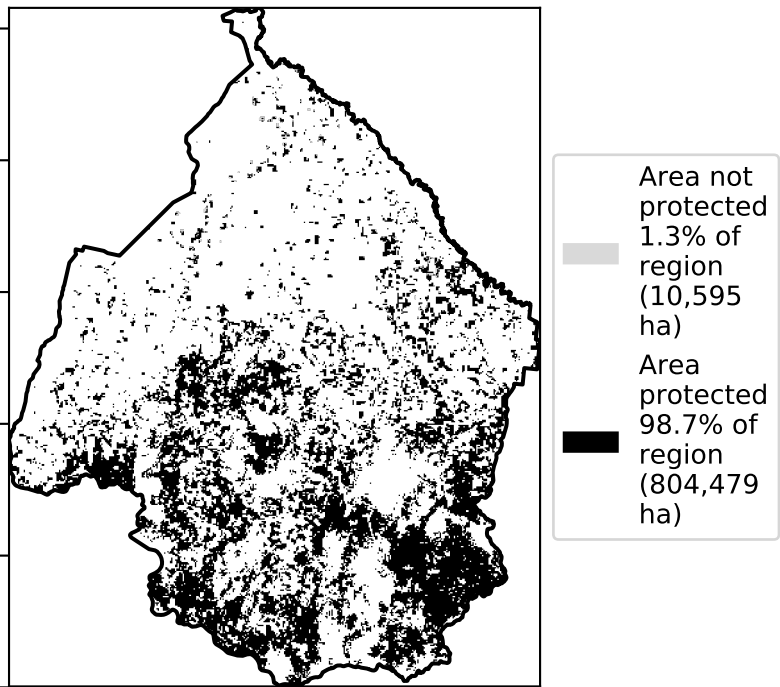 Area not
protected
1.3% of
region
(10,595
ha)
Area
protected
98.7% of
region
(804,479
ha)